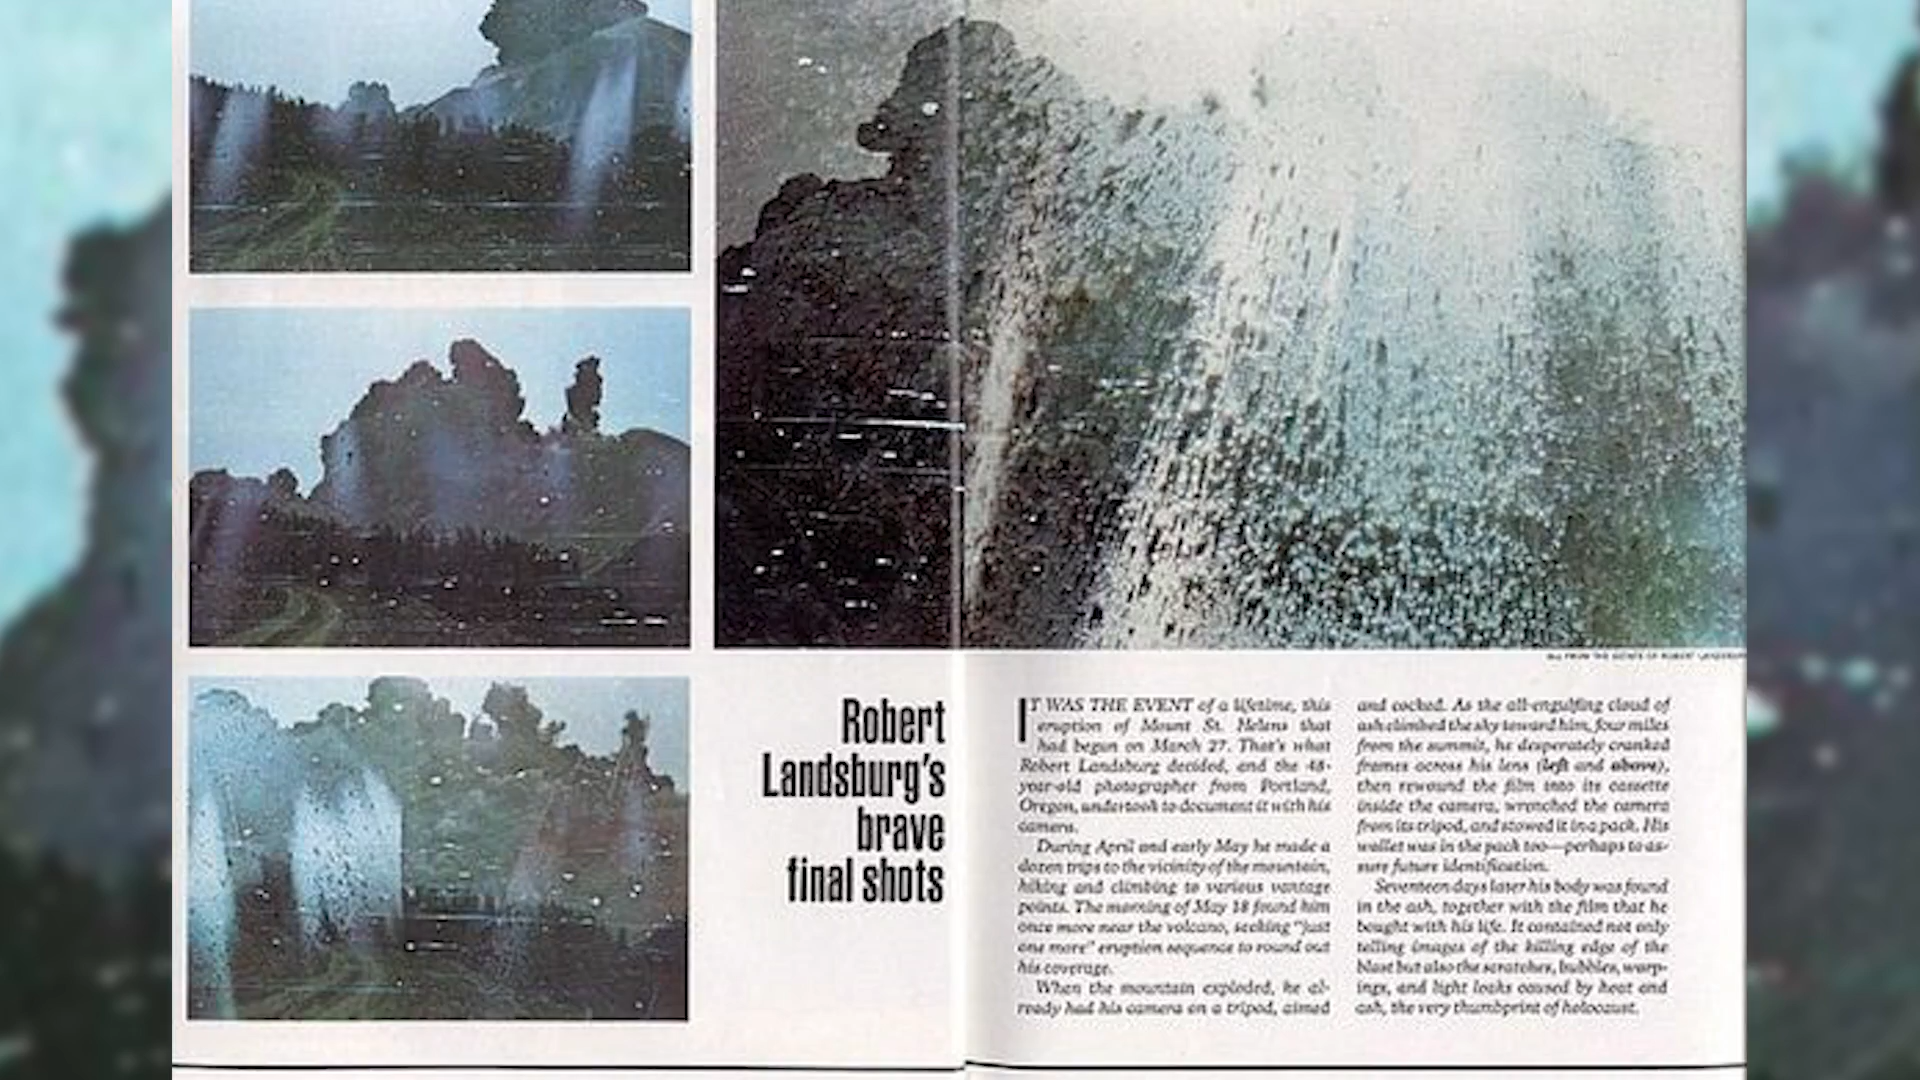 ALL FROM THE ESTATE OF ROBERT LANDSBURG
Robert
Landsburg's
brave
final shots
IT WAS THE EVENT of a lifetime, this
eruption of Mount St. Helens that
had begun on March 27. That's what
Robert Landsburg decided, and the 48-
year-old photographer from Portland,
Oregon, undertook to document it with his
camera.
During April and early May he made a
dozen trips to the vicinity of the mountain,
hiking and climbing to various vantage
points. The morning of May 18 found him
once more near the volcano, seeking "just
one more" eruption sequence to round out
his coverage.
When the mountain exploded, he al-
ready had his camera on a tripod, aimed
and cocked. As the all-engulfing cloud of
ash climbed the sky toward him, four miles
from the summit, he desperately cranked
frames across his lens (left and above),
then rewound the film into its cassette
inside the camera, wrenched the camera
from its tripod, and stowed it in a pack. His
wallet was in the pack too—perhaps to as-
sure future identification.
Seventeen days later his body was found
in the ash, together with the film that he
bought with his life. It contained not only
telling images of the killing edge of the
blast but also the scratches, bubbles, warp-
ings, and light leaks caused by heat and
ash, the very thumbprint of holocaust.